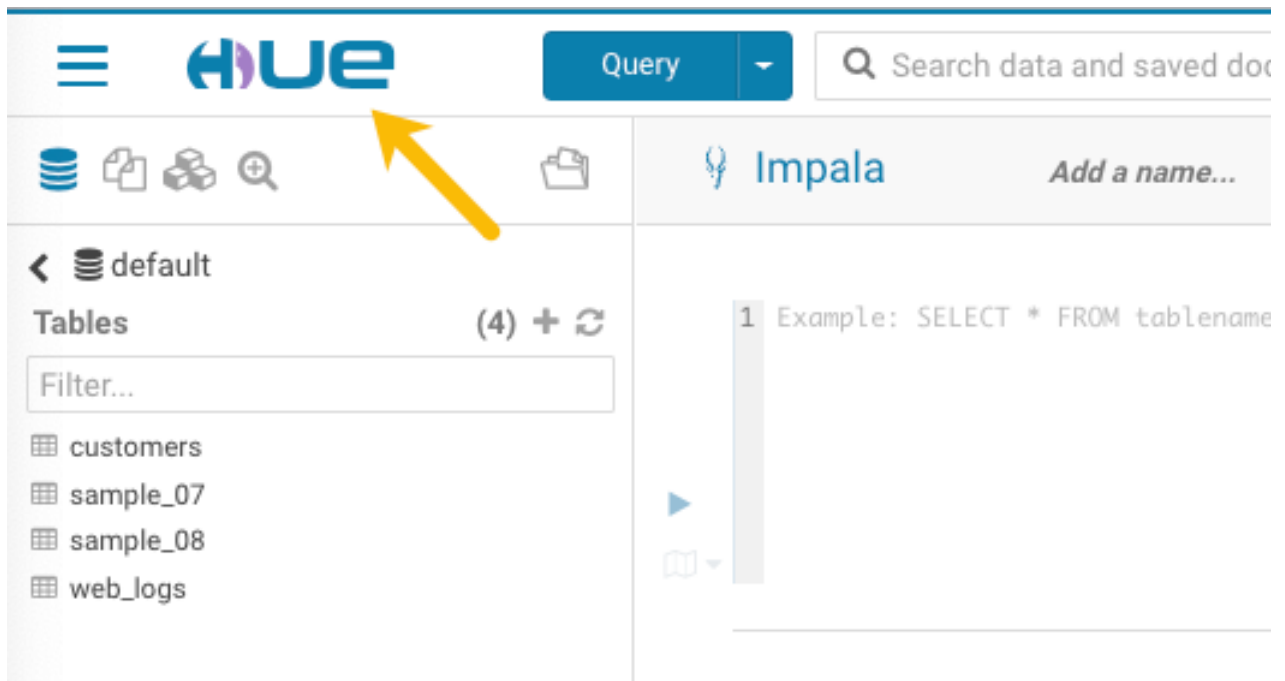 HUE Query Search data and saved doc
Impala Add a name...
default
Tables (4)
Filter...
customers
sample_07
sample_08
web_logs
1 Example: SELECT * FROM tablename